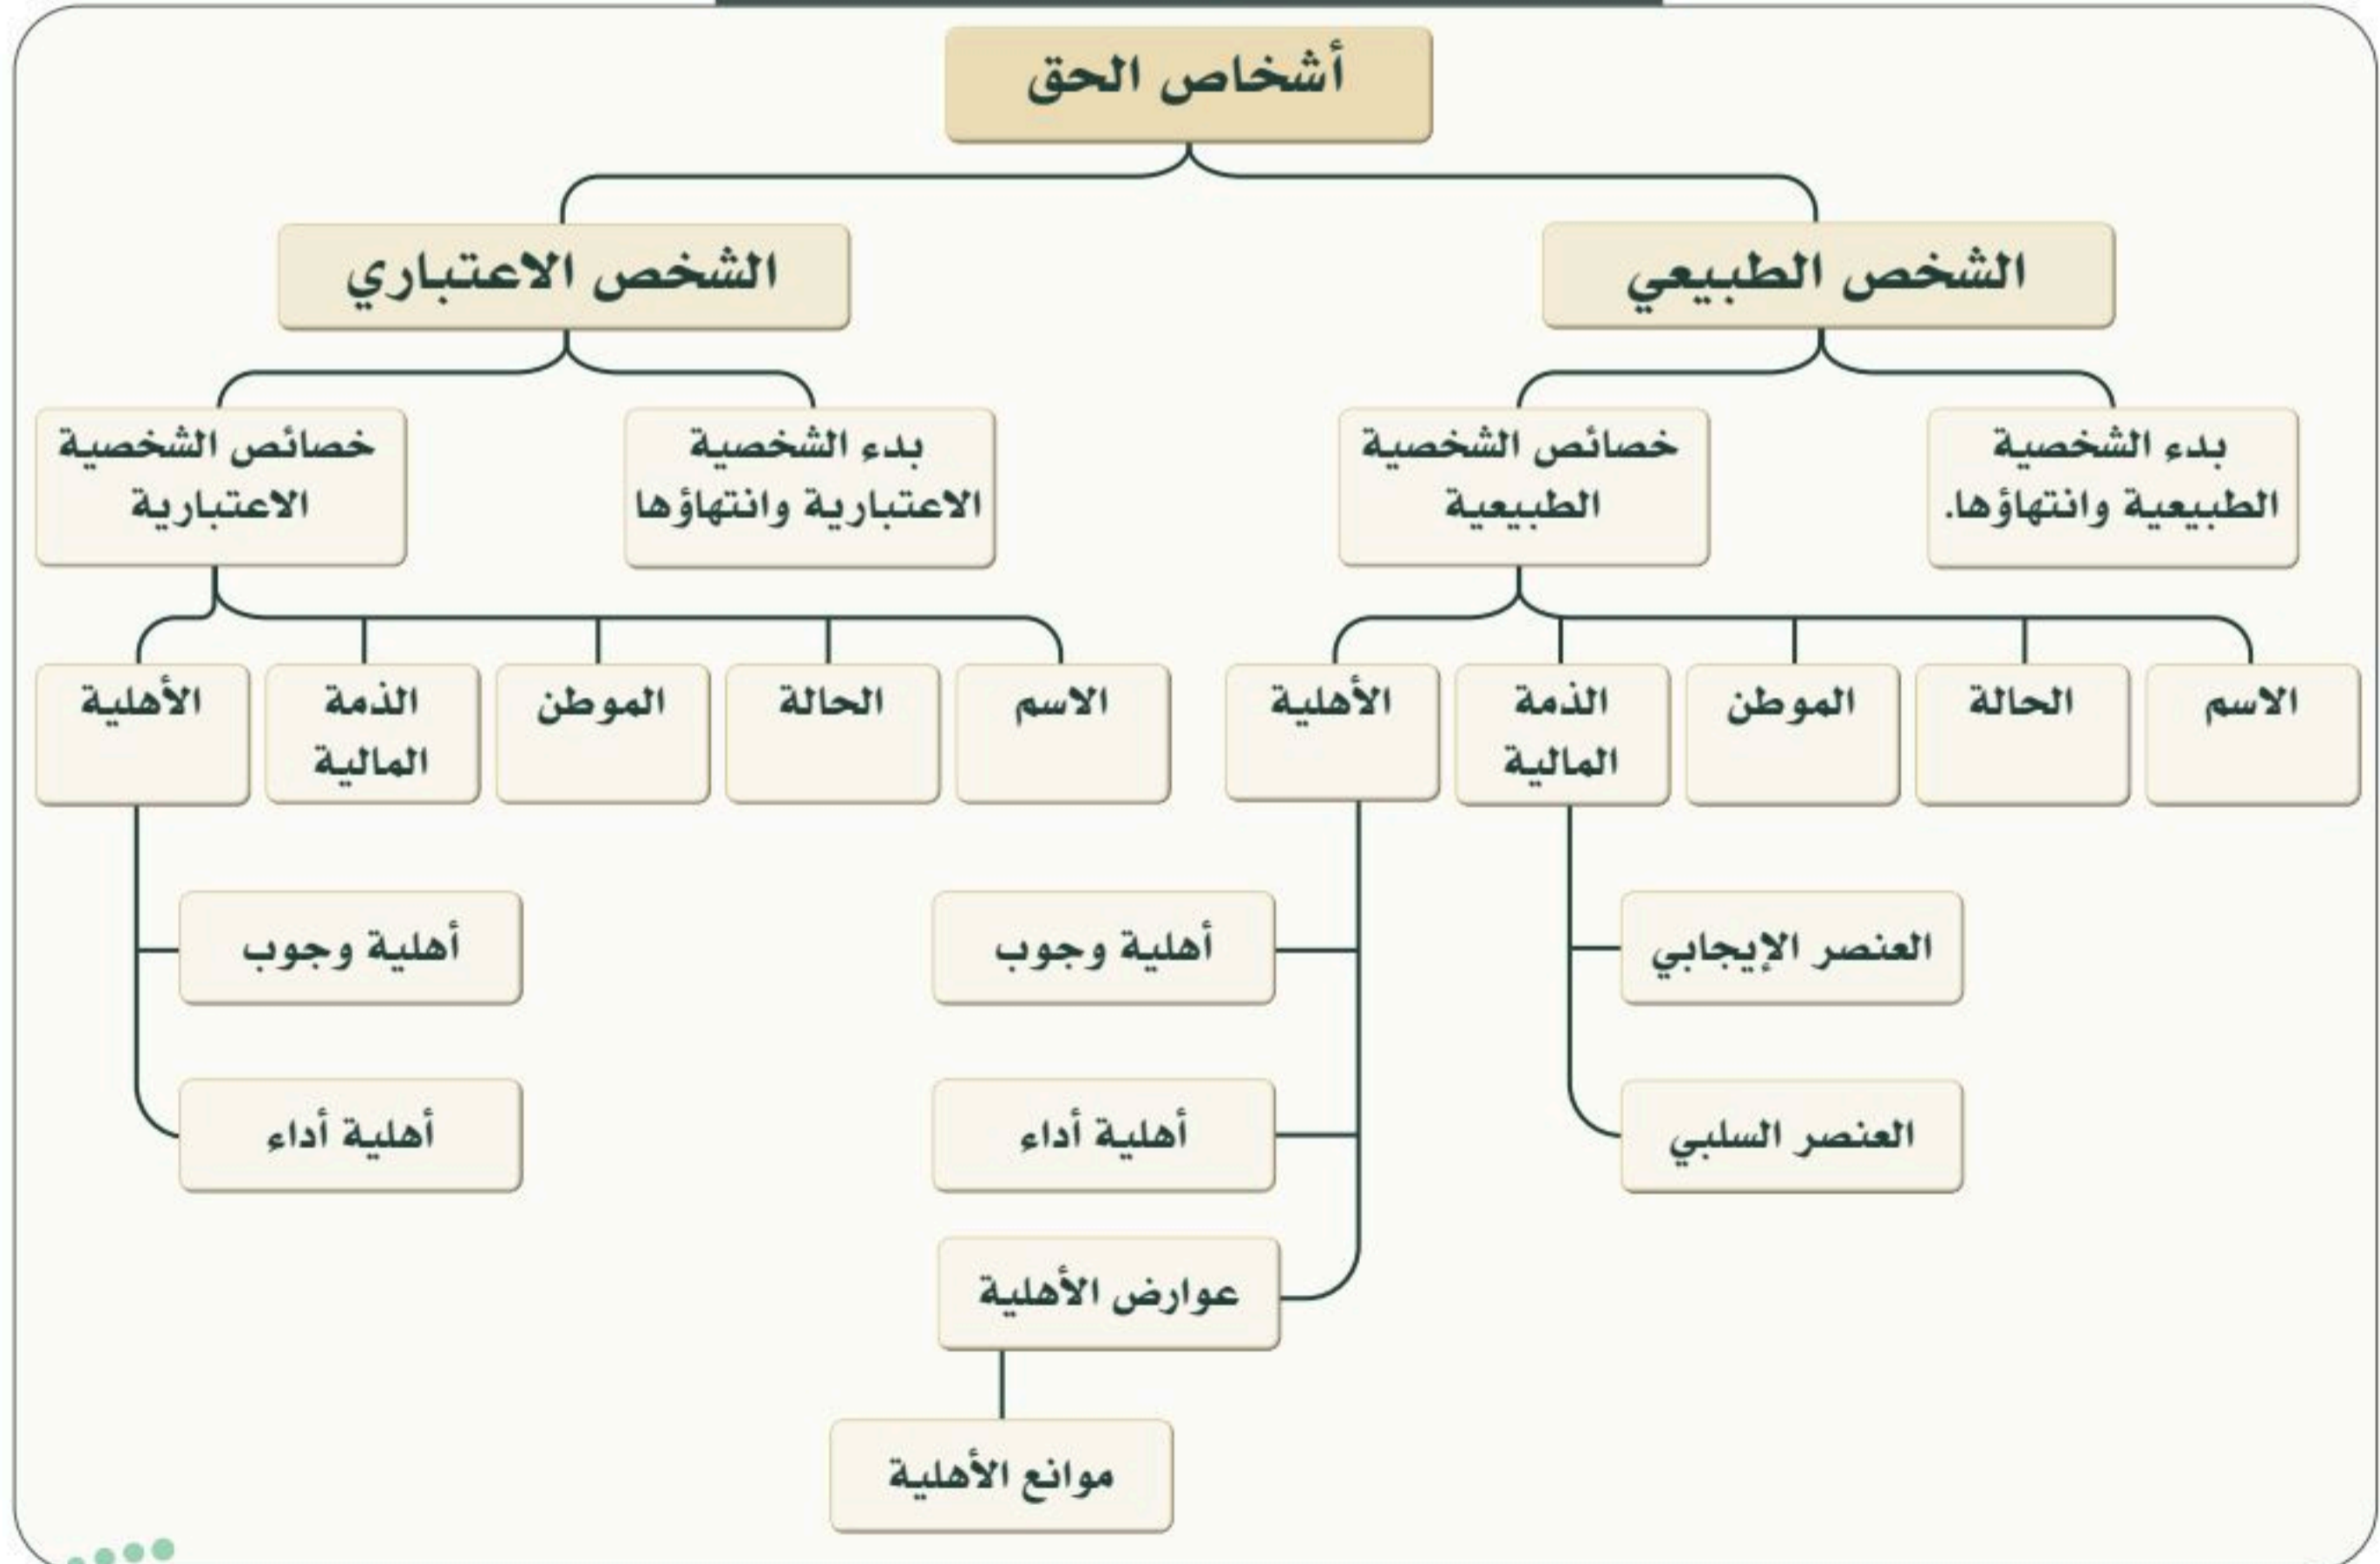 أشخاص الحق
الشخص الطبيعي
الشخص الاعتباري
بدء الشخصية
الطبيعية وانتهاؤها.
خصائص الشخصية
الطبيعية
بدء الشخصية
الاعتبارية وانتهاؤها
خصائص الشخصية
الاعتبارية
الاسم
الحالة
الموطن
الذمة
المالية
الأهلية
الاسم
الحالة
الموطن
الذمة
المالية
الأهلية
العنصر الإيجابي
أهلية وجوب
أهلية وجوب
العنصر السلبي
أهلية أداء
أهلية أداء
عوارض الأهلية
موانع الأهلية